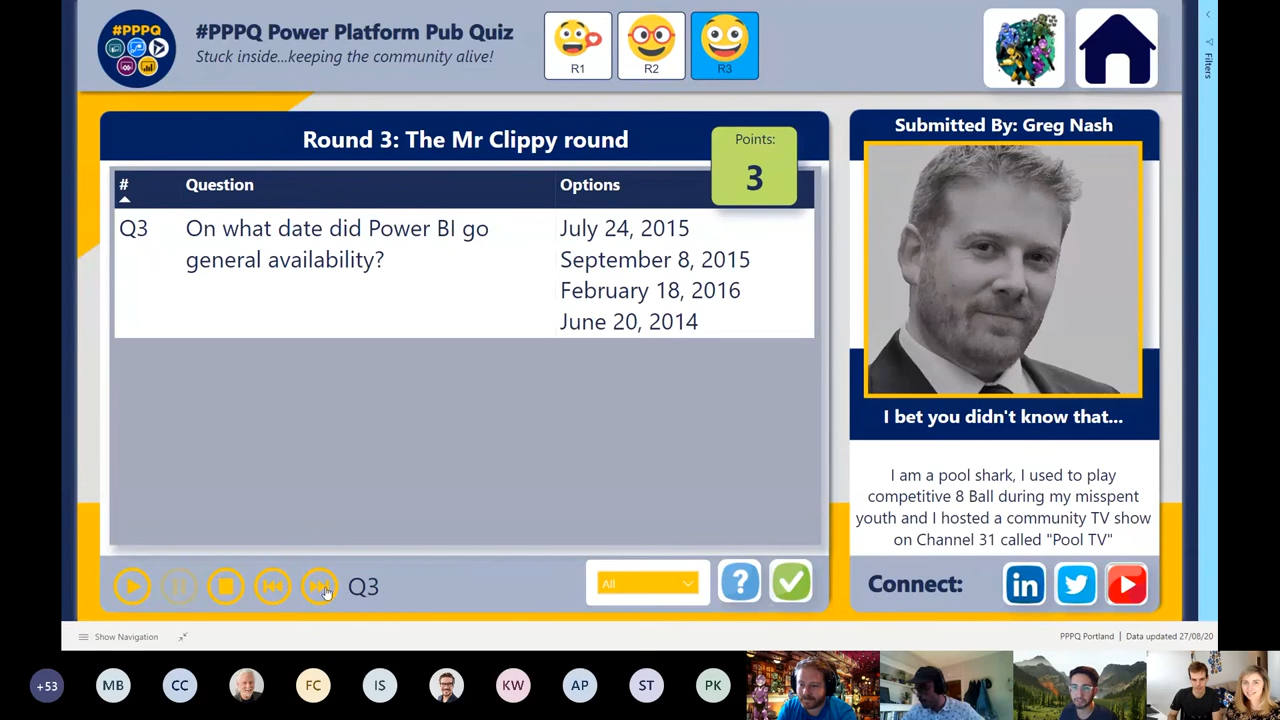 #PPPQ
#PPPQ Power Platform Pub Quiz
Stuck inside...keeping the community alive!
R1
R2
R3
Filters
Round 3: The Mr Clippy round
Points:
3
# Question Options
Q3 On what date did Power BI go
general availability?
July 24, 2015
September 8, 2015
February 18, 2016
June 20, 2014
Submitted By: Greg Nash
I bet you didn't know that...
I am a pool shark, I used to play
competitive 8 Ball during my misspent
youth and I hosted a community TV show
on Channel 31 called "Pool TV"
Q3
All
?
Connect:
in
Show Navigation
PPPQ Portland | Data updated 27/08/20
+53 MB CC FC IS KW AP ST PK